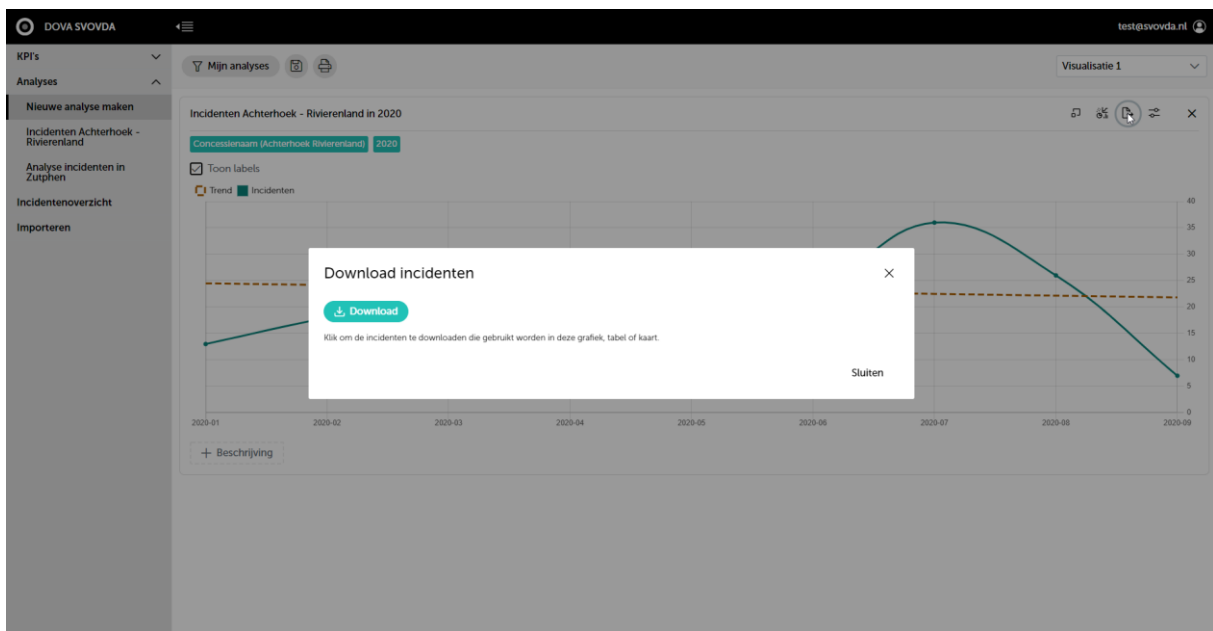 DOVA SVOVDA
test@svovda.nl
KPI's
Analyses
Nieuwe analyse maken
Incidenten Achterhoek -
Rivierenland
Analyse incidenten in
Zutphen
Incidentenoverzicht
Importeren
Mijn analyses
Visualisatie 1
Incidenten Achterhoek - Rivierenland in 2020
Concessienaam (Achterhoek Rivierenland) 2020
Toon labels
Trend Incidenten
40
35
30
25
20
15
10
5
0
2020-01 2020-02 2020-03 2020-04 2020-05 2020-06 2020-07 2020-08 2020-09
+ Beschrijving
Download incidenten
Download
Klik om de incidenten te downloaden die gebruikt worden in deze grafiek, tabel of kaart.
Sluiten